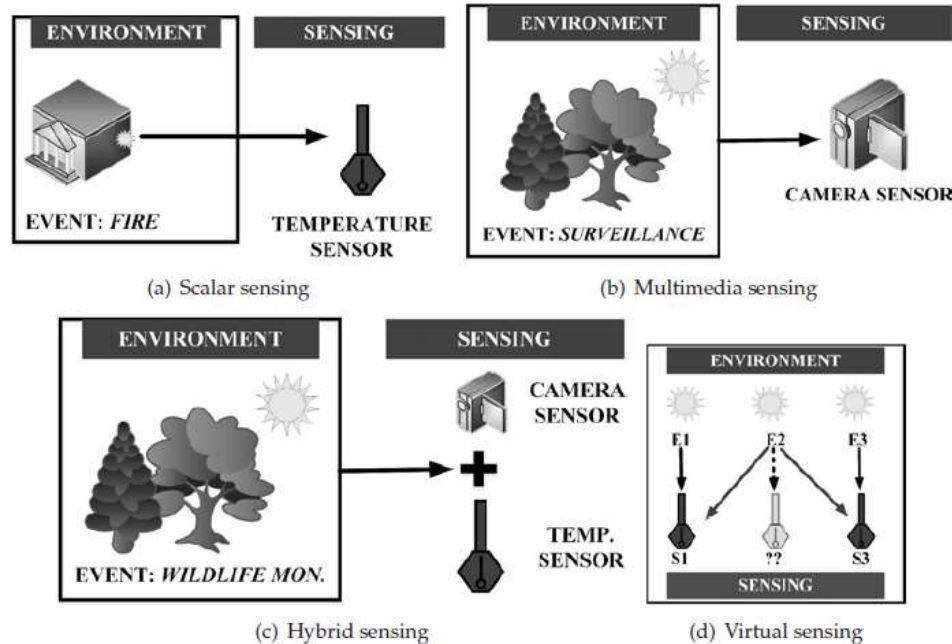 ENVIRONMENT
SENSING
EVENT: FIRE
TEMPERATURE
SENSOR
(a) Scalar sensing
ENVIRONMENT
SENSING
EVENT: SURVEILLANCE
CAMERA SENSOR
(b) Multimedia sensing
ENVIRONMENT
SENSING
CAMERA
SENSOR
TEMP.
SENSOR
EVENT: WILDLIFE MON.
(c) Hybrid sensing
ENVIRONMENT
E1 E2 E3
S1 ?? S3
SENSING
(d) Virtual sensing